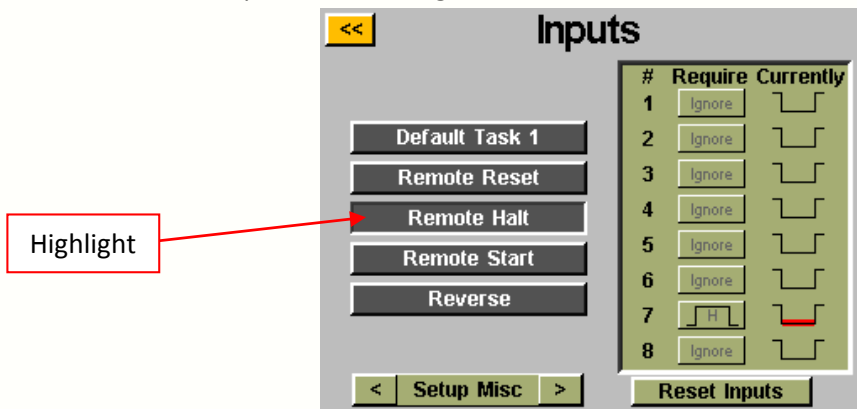 << Inputs
# Require Currently
1 Ignore
Default Task 1
2 Ignore
Remote Reset
3 Ignore
Highlight
Remote Halt
4 Ignore
Remote Start
5 Ignore
Reverse
6 Ignore
7 H
8 Ignore
< Setup Misc >
Reset Inputs